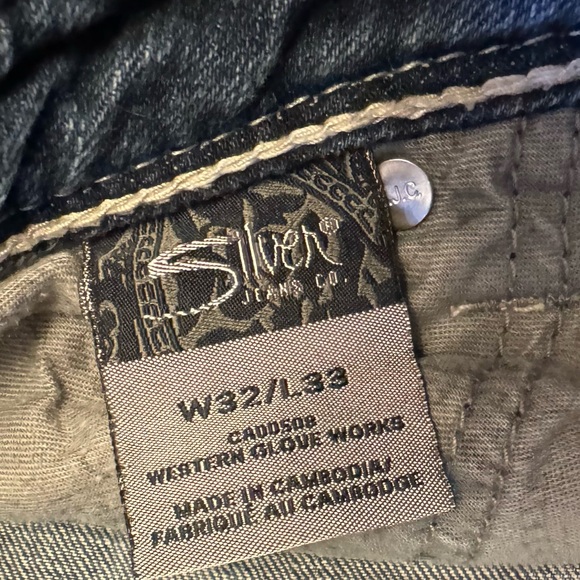 Silver®
JEANS CO.
J.C.
W32/L33
CA00508
WESTERN GLOVE WORKS
MADE IN CAMBODIA/
FABRIQUÉ AU CAMBODGE